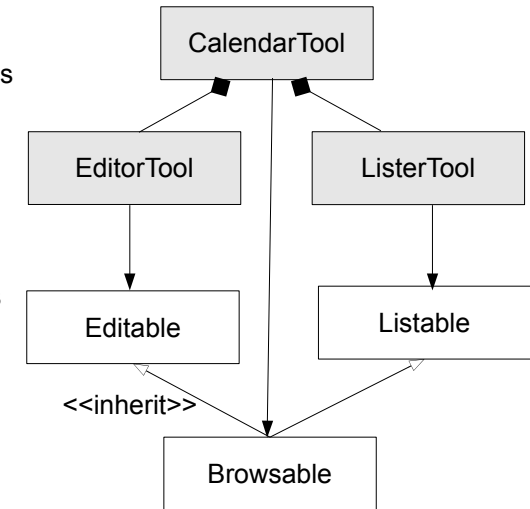 CalendarTool
s
EditorTool
ListerTool
Editable
Listable
<<inherit>>
Browsable